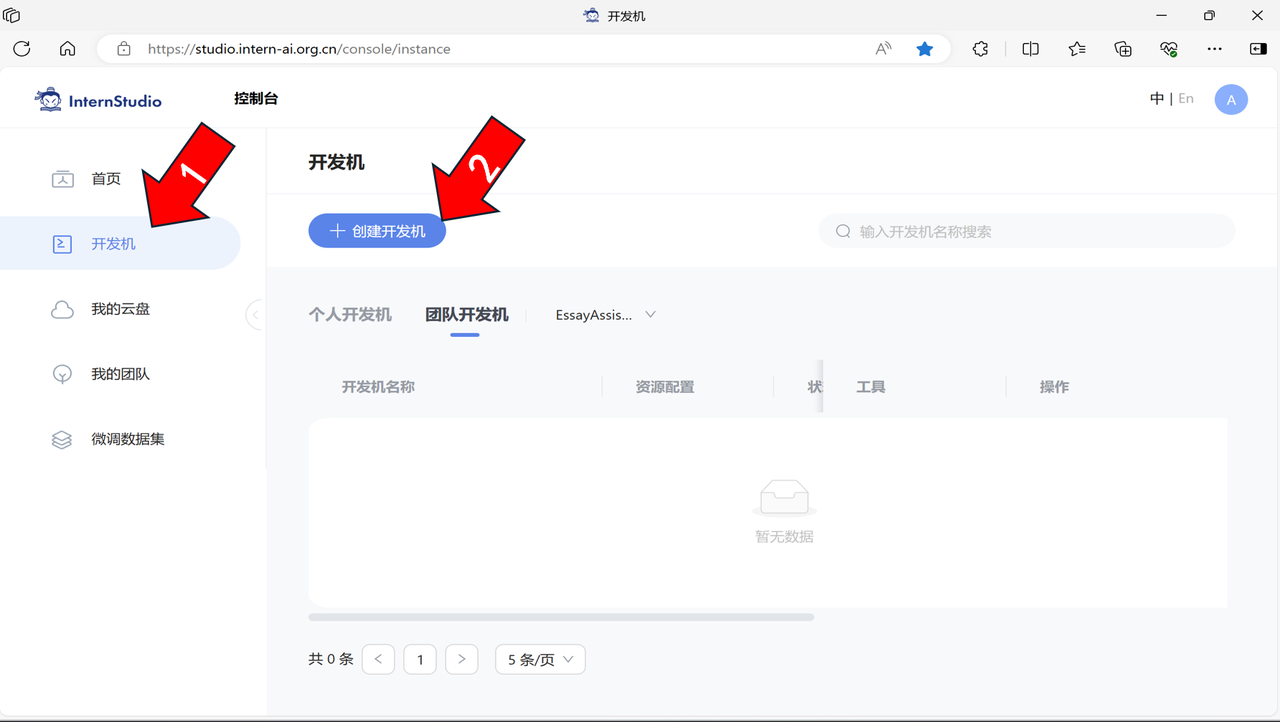 开发机
https://studio.intern-ai.org.cn/console/instance
InternStudio
控制台
中 | En
A
首页
1
开发机
2
开发机
创建开发机
输入开发机名称搜索
我的云盘
我的团队
微调数据集
个人开发机
团队开发机
EssayAssis...
开发机名称
资源配置
状
工具
操作
暂无数据
共 0 条
<
1
>
5 条/页